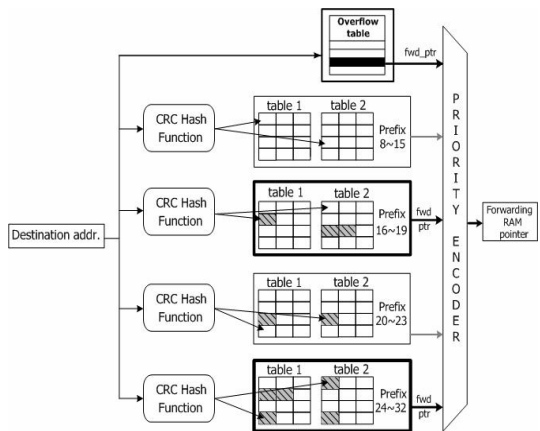 Overflow
table
fwd_ptr
CRC Hash
Function
table 1
table 2
Prefix
8~15
CRC Hash
Function
table 1
table 2
Prefix
16~19
fwd
ptr
Destination addr.
CRC Hash
Function
table 1
table 2
Prefix
20~23
CRC Hash
Function
table 1
table 2
Prefix
24~32
fwd
ptr
PRIORITY ENCODER
Forwarding
RAM
pointer